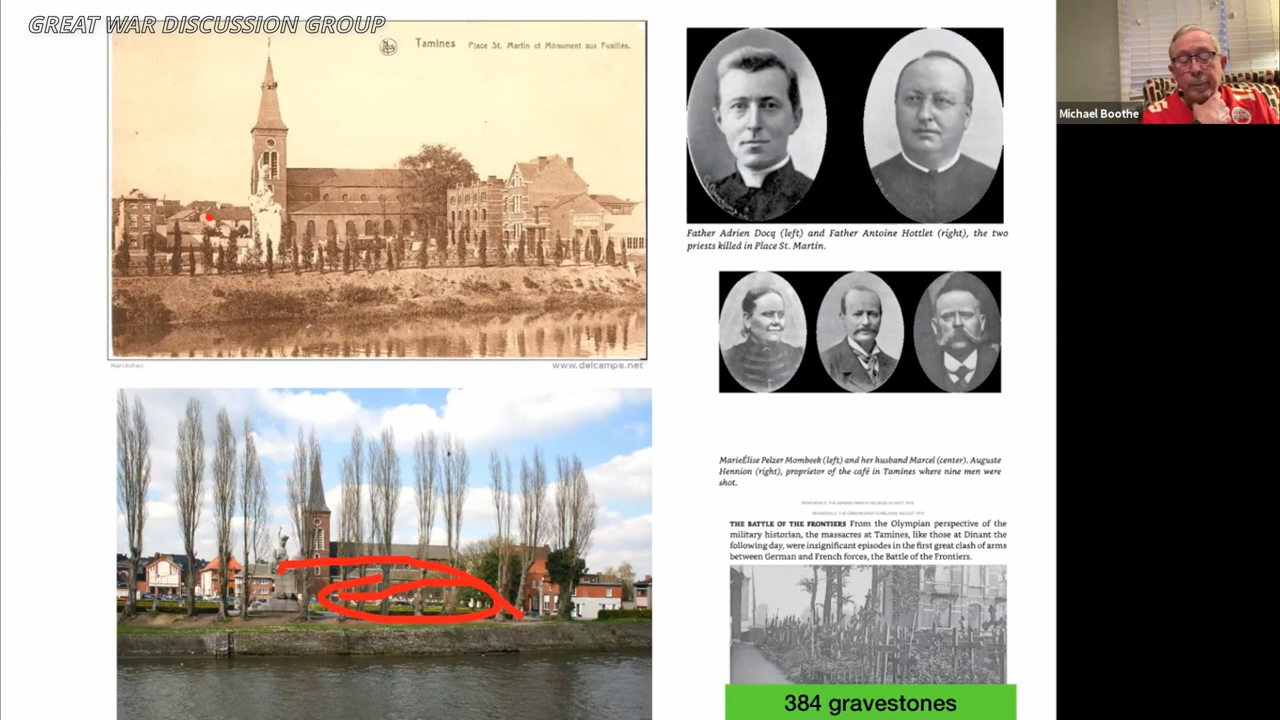 GREAT WAR DISCUSSION GROUP
Tamines Place St. Martin et Monument aux Fusillés.
www.delcampe.net
Father Adrien Docq (left) and Father Antoine Hottlet (right), the two
priests killed in Place St. Martin.
MarieÉlise Pelzer Mombeek (left) and her husband Marcel (center). Auguste
Hennion (right), proprietor of the café in Tamines where nine men were
shot.
THE BATTLE OF THE FRONTIERS From the Olympian perspective of the
military historian, the massacres at Tamines, like those at Dinant the
following day, were insignificant episodes in the first great clash of arms
between German and French forces, the Battle of the Frontiers.
384 gravestones
Michael Boothe